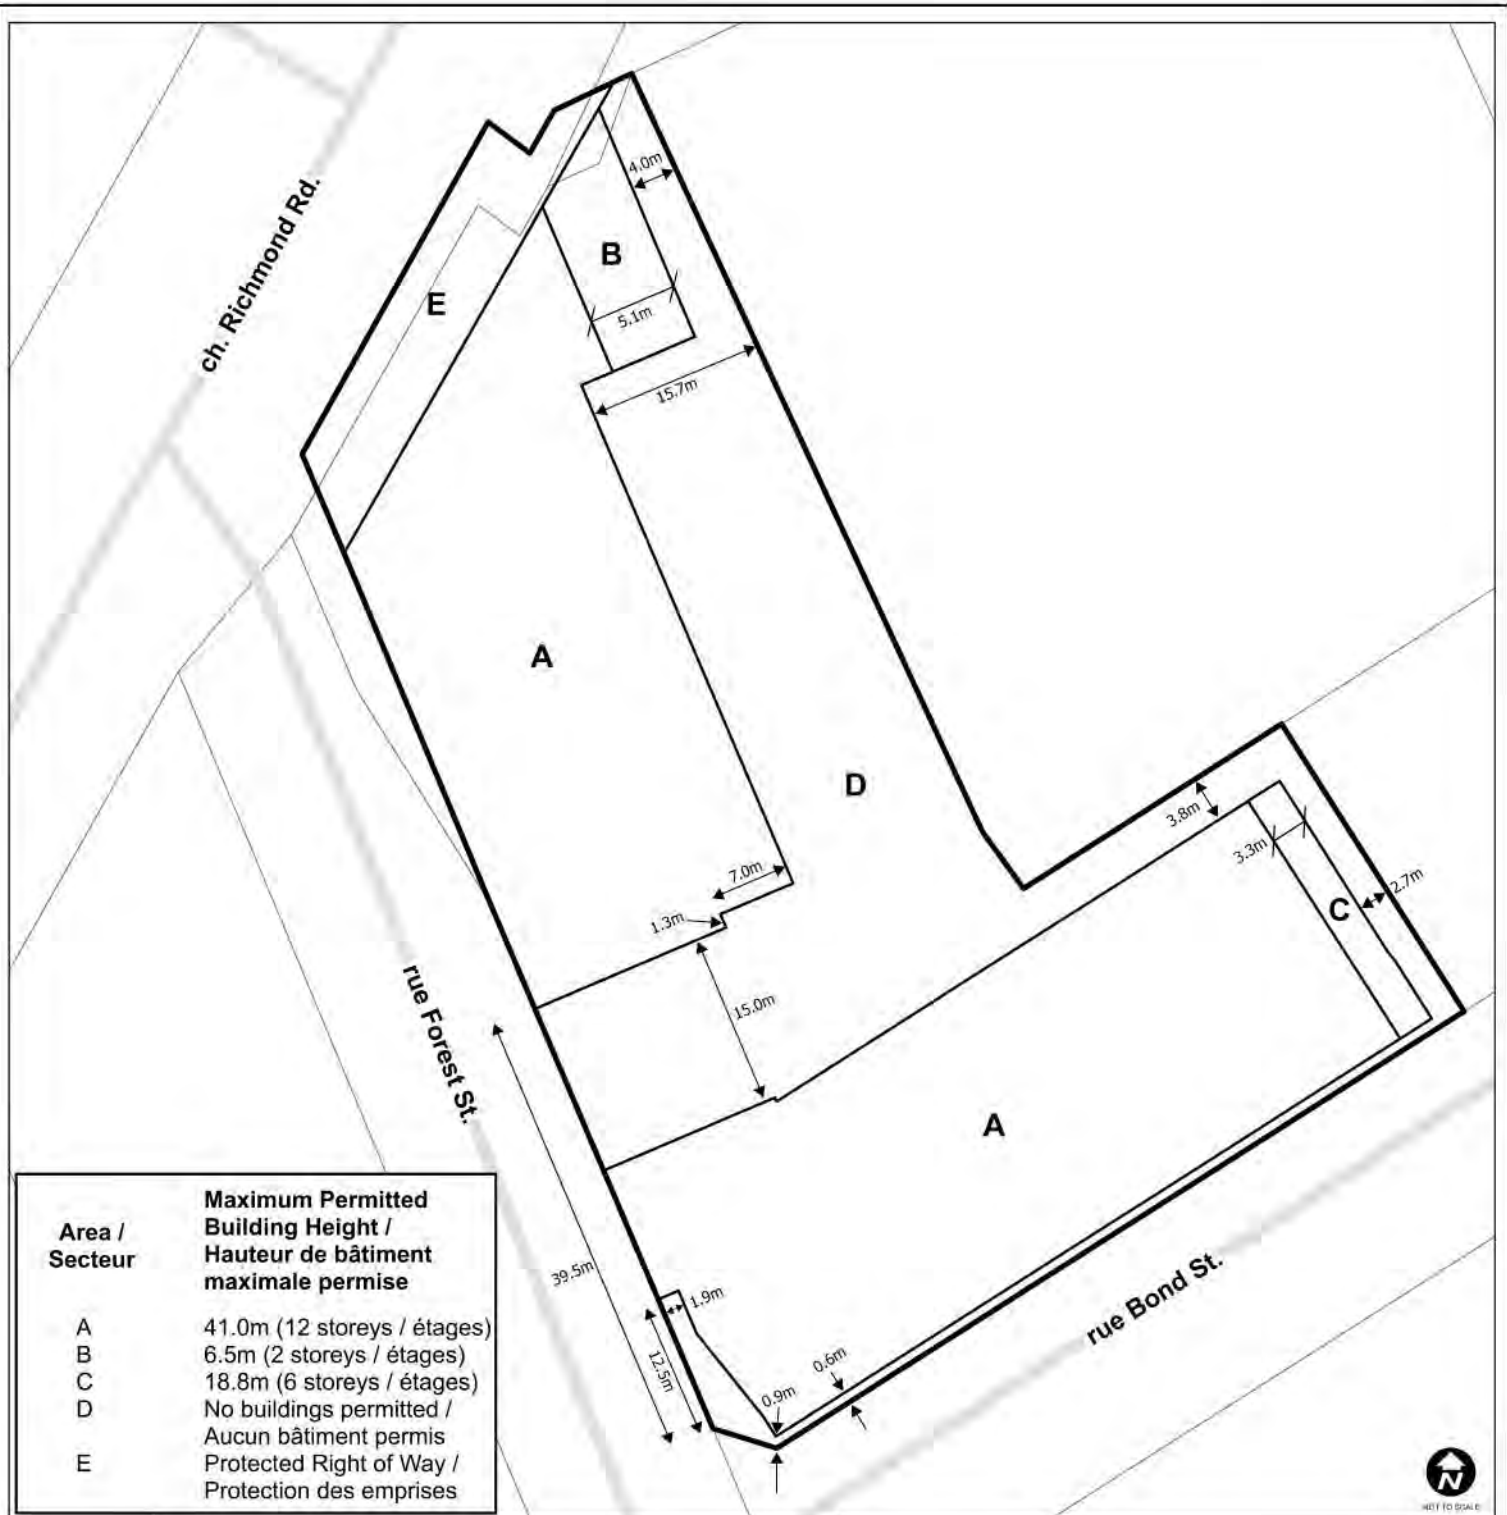 4.0m
ch. Richmond Rd.
B
E
5.1m
15.7m
A
D
3.8m
3.3m
7.0m
2.7m
C
1.3m
rue Forest St.
15.0m
A
39.5m
1.9m
rue Bond St.
12.5m
0.6m
0.9m
Area /
Secteur
Maximum Permitted
Building Height /
Hauteur de bâtiment
maximale permise
A 41.0m (12 storeys / étages)
B 6.5m (2 storeys / étages)
C 18.8m (6 storeys / étages)
D No buildings permitted /
Aucun bâtiment permis
E Protected Right of Way /
Protection des emprises
N
NOT TO SCALE